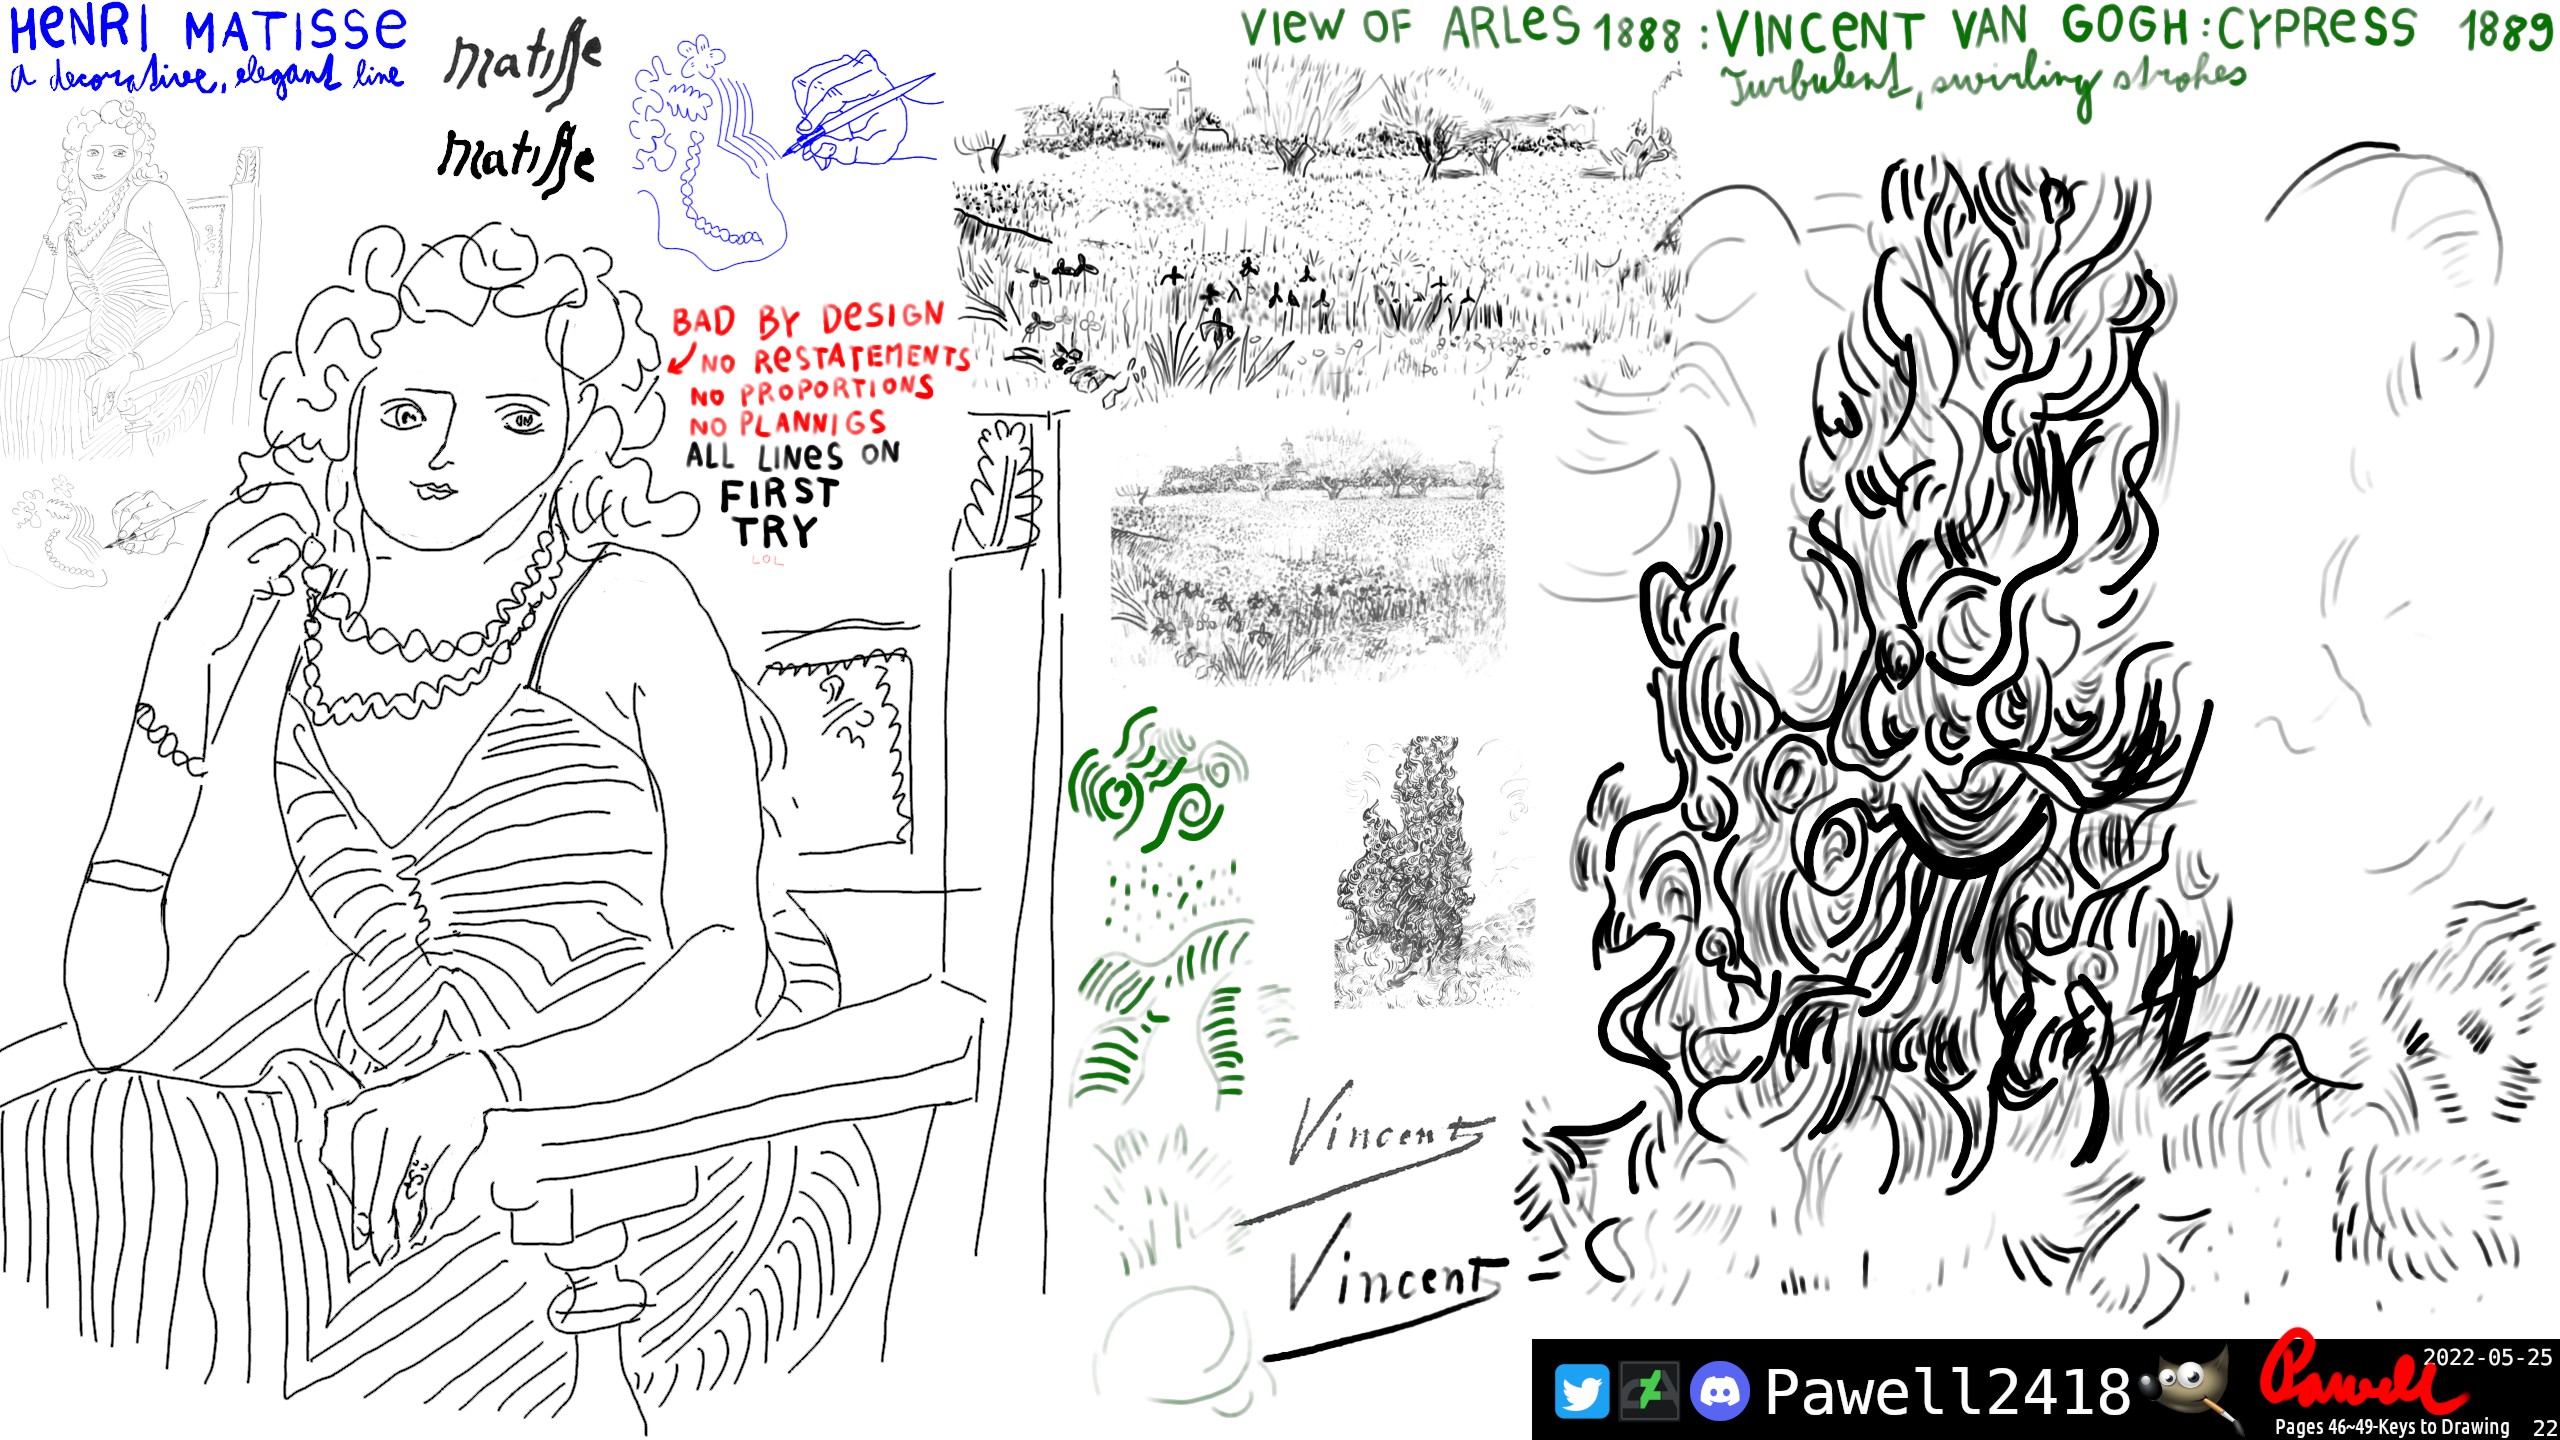 HENRI MATISSE
a decorative, elegant line
Matisse
Matisse
BAD BY DESIGN
NO RESTATEMENTS
NO PROPORTIONS
NO PLANNIGS
ALL LINES ON
FIRST
TRY
LOL
VIEW OF ARLES 1888 : VINCENT VAN GOGH : CYPRESS 1889
Turbulent, swirling strokes
Vincent
Vincent
Pawell2418
Pawell
2022-05-25
Pages 46~49-Keys to Drawing
22